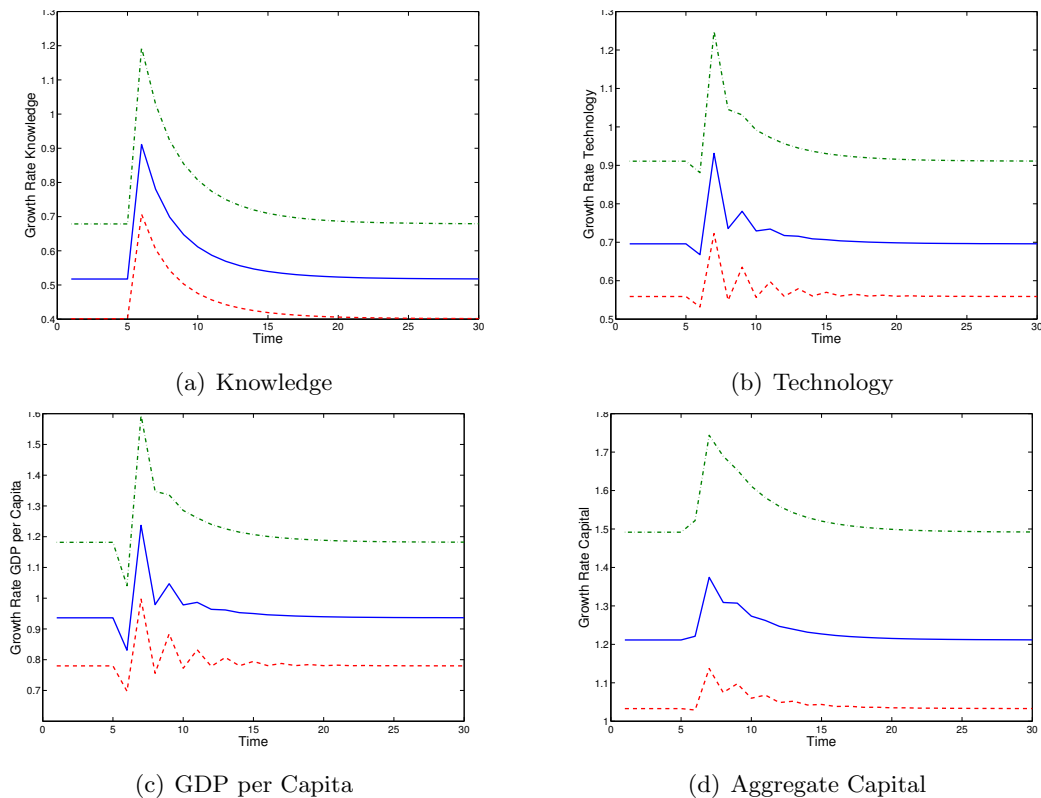 1.3
1.2
1.1
1
0.9
0.8
0.7
0.6
0.5
0.4
Growth Rate Knowledge
0 5 10 15 20 25 30
Time
(a) Knowledge
1.3
1.2
1.1
1
0.9
0.8
0.7
0.6
0.5
Growth Rate Technology
0 5 10 15 20 25 30
Time
(b) Technology
1.6
1.5
1.4
1.3
1.2
1.1
1
0.9
0.8
0.7
Growth Rate GDP per Capita
0 5 10 15 20 25 30
Time
(c) GDP per Capita
1.8
1.7
1.6
1.5
1.4
1.3
1.2
1.1
1
Growth Rate Capital
0 5 10 15 20 25 30
Time
(d) Aggregate Capital